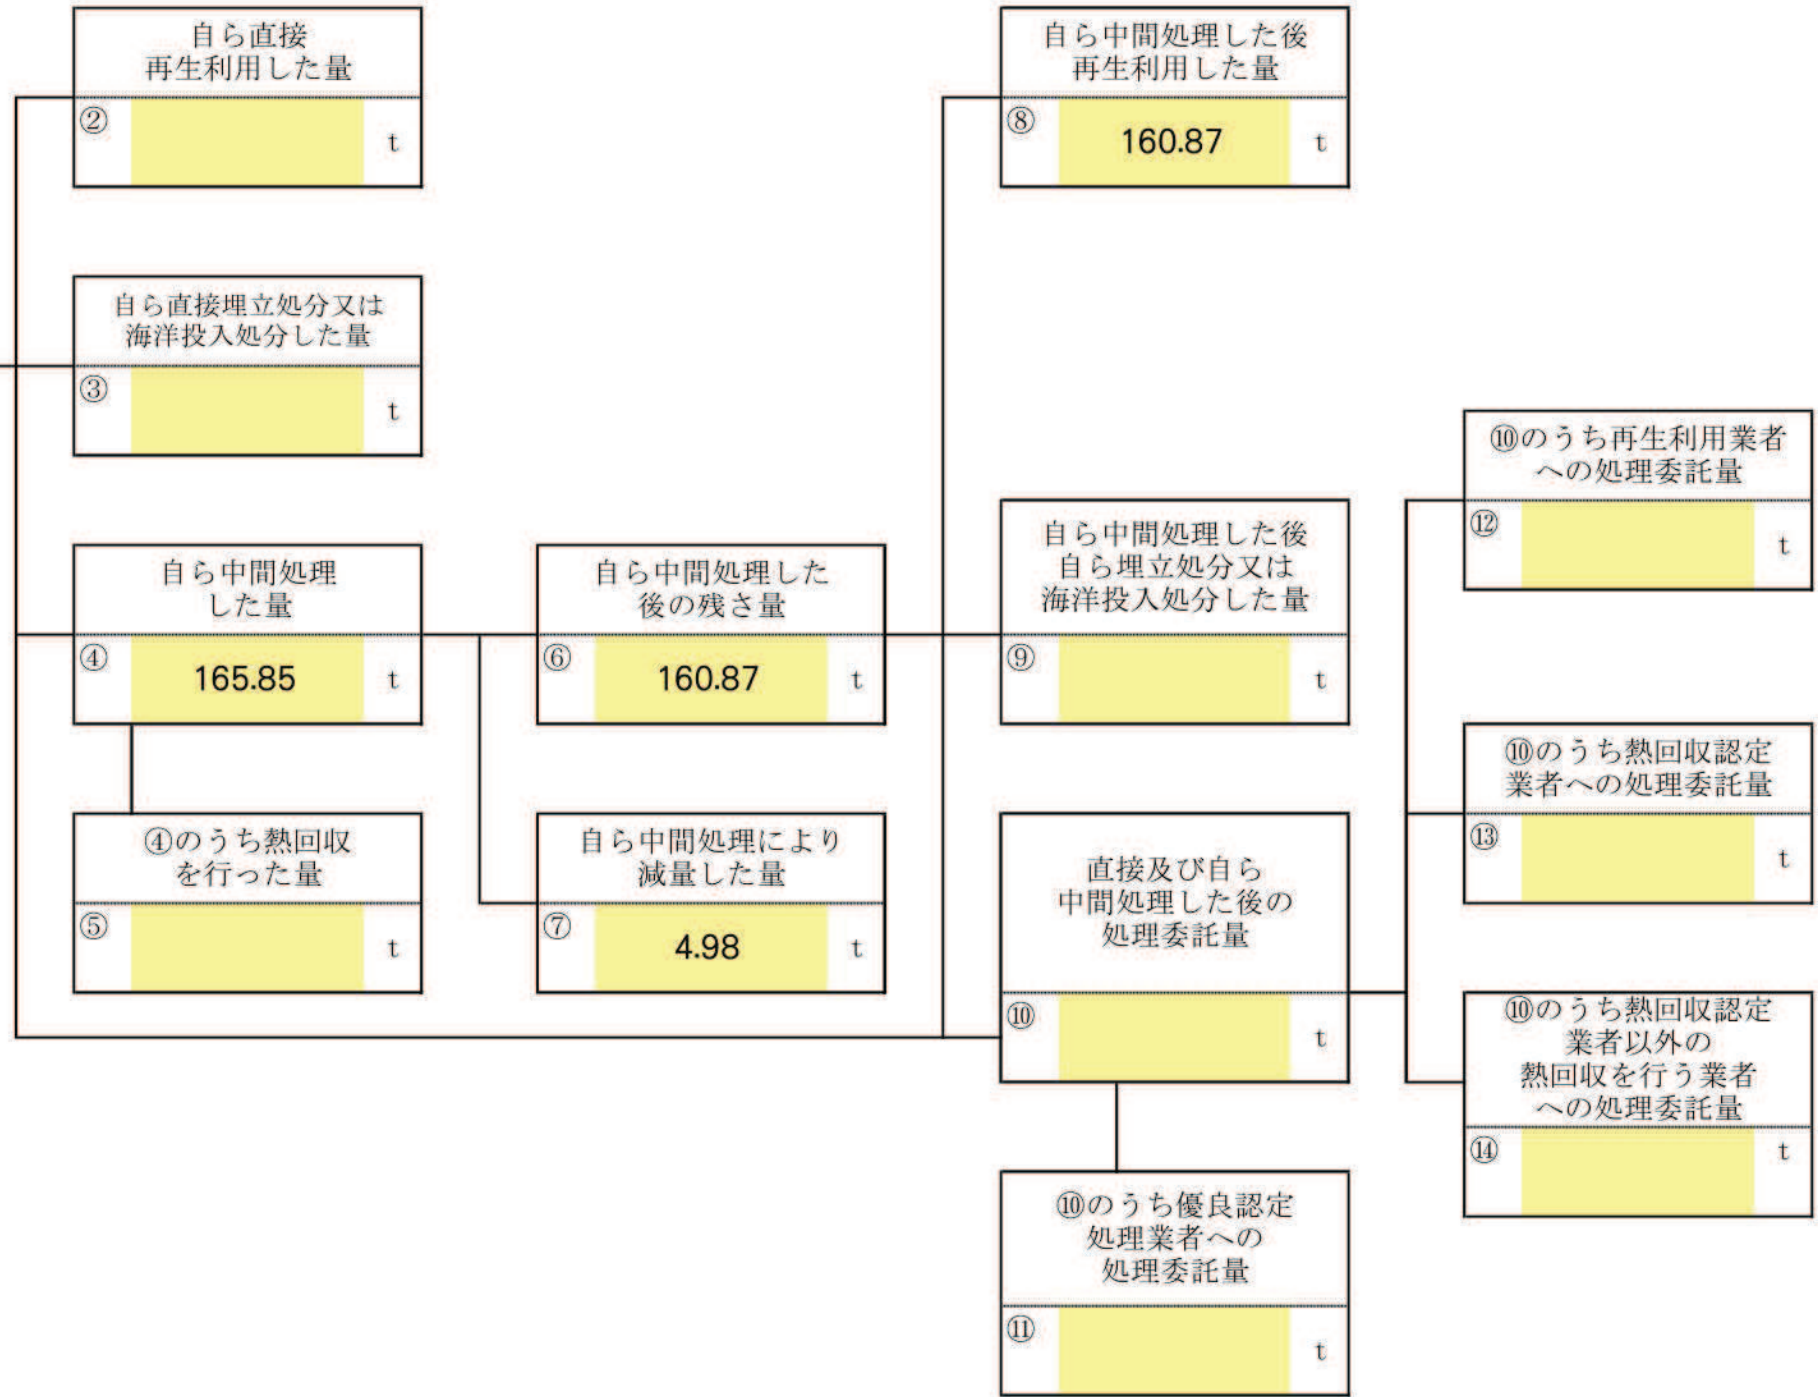 自ら直接
再生利用した量
②
t
自ら中間処理した後
再生利用した量
⑧
160.87
t
自ら直接埋立処分又は
海洋投入処分した量
③
t
⑩のうち再生利用業者
への処理委託量
⑫
t
自ら中間処理
した量
④
165.85
t
自ら中間処理した
後の残さ量
⑥
160.87
t
自ら中間処理した後
自ら埋立処分又は
海洋投入処分した量
⑨
t
⑩のうち熱回収認定
業者への処理委託量
⑬
t
④のうち熱回収
を行った量
⑤
t
自ら中間処理により
減量した量
⑦
4.98
t
直接及び自ら
中間処理した後の
処理委託量
⑩
t
⑩のうち熱回収認定
業者以外の
熱回収を行う業者
への処理委託量
⑭
t
⑩のうち優良認定
処理業者への
処理委託量
⑪
t